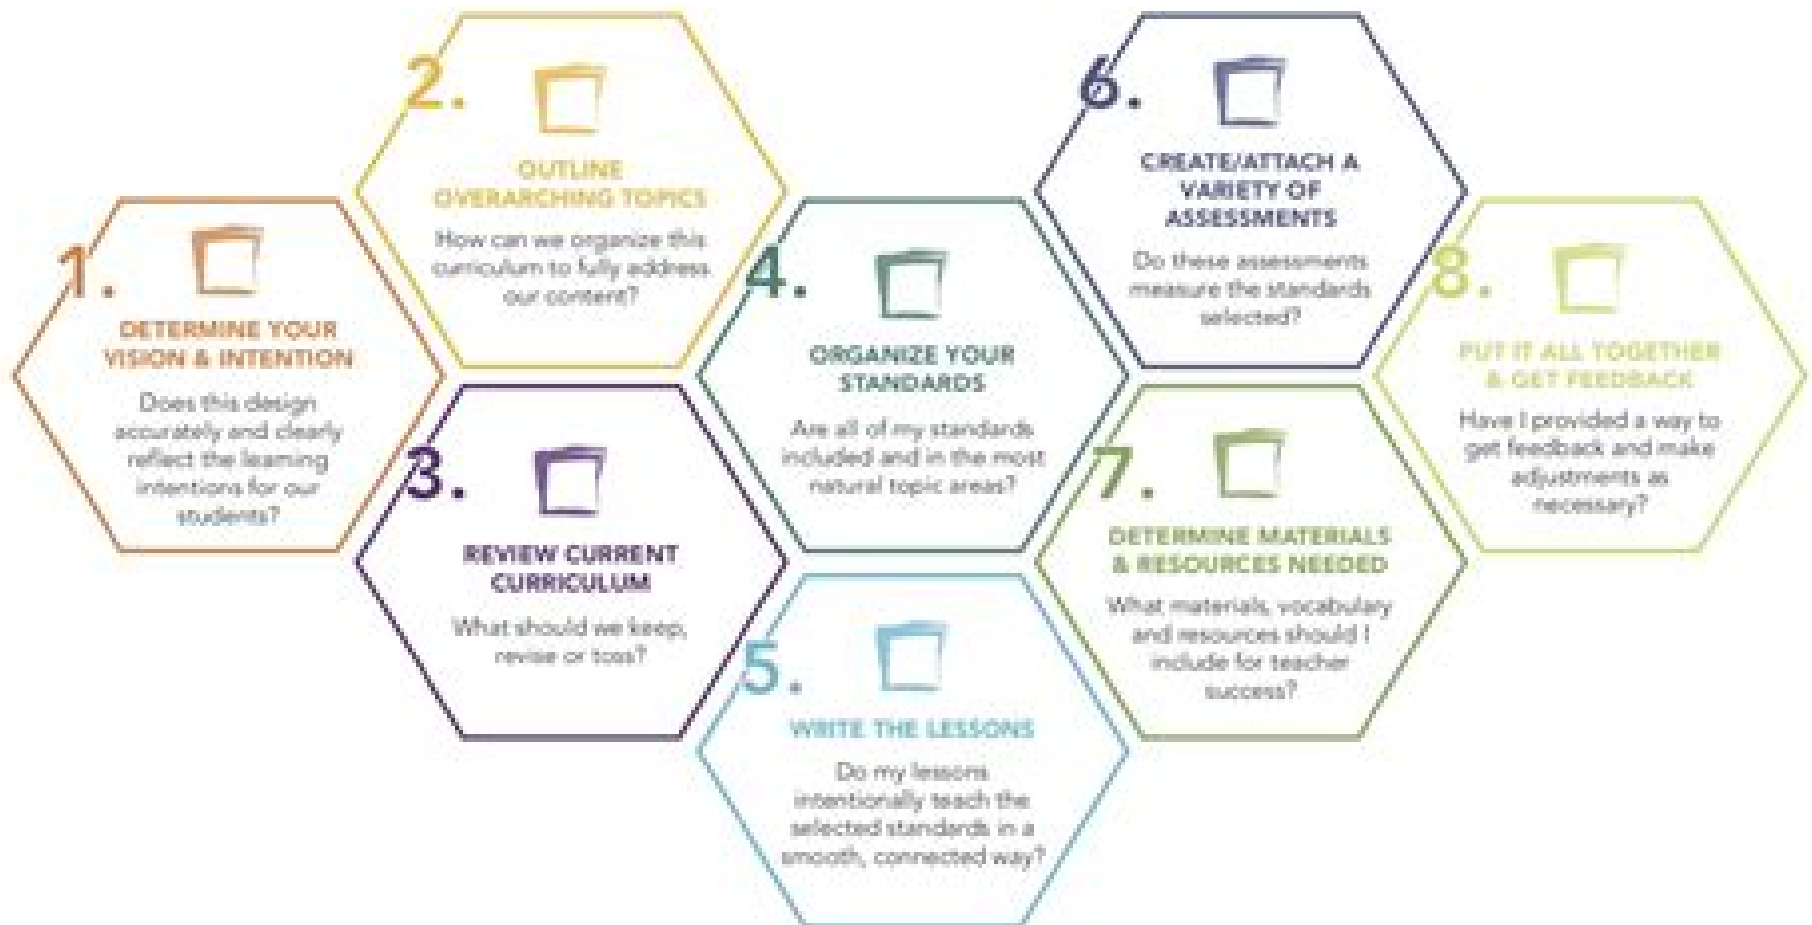 1.
DETERMINE YOUR
VISION & INTENTION
Does this design
accurately and clearly
reflect the learning
intentions for our
students?
2.
OUTLINE
OVERARCHING TOPICS
How can we organize this
curriculum to fully address
our content?
3.
REVIEW CURRENT
CURRICULUM
What should we keep,
revise or toss?
4.
ORGANIZE YOUR
STANDARDS
Are all of my standards
included and in the most
natural topic areas?
5.
WRITE THE LESSONS
Do my lessons
intentionally teach the
selected standards in a
smooth, connected way?
6.
CREATE/ATTACH A
VARIETY OF
ASSESSMENTS
Do these assessments
measure the standards
selected?
7.
DETERMINE MATERIALS
& RESOURCES NEEDED
What materials, vocabulary
and resources should I
include for teacher
success?
8.
PUT IT ALL YOGETHER
& GET FEEDBACK
Have I provided a way to
get feedback and make
adjustments as
necessary?